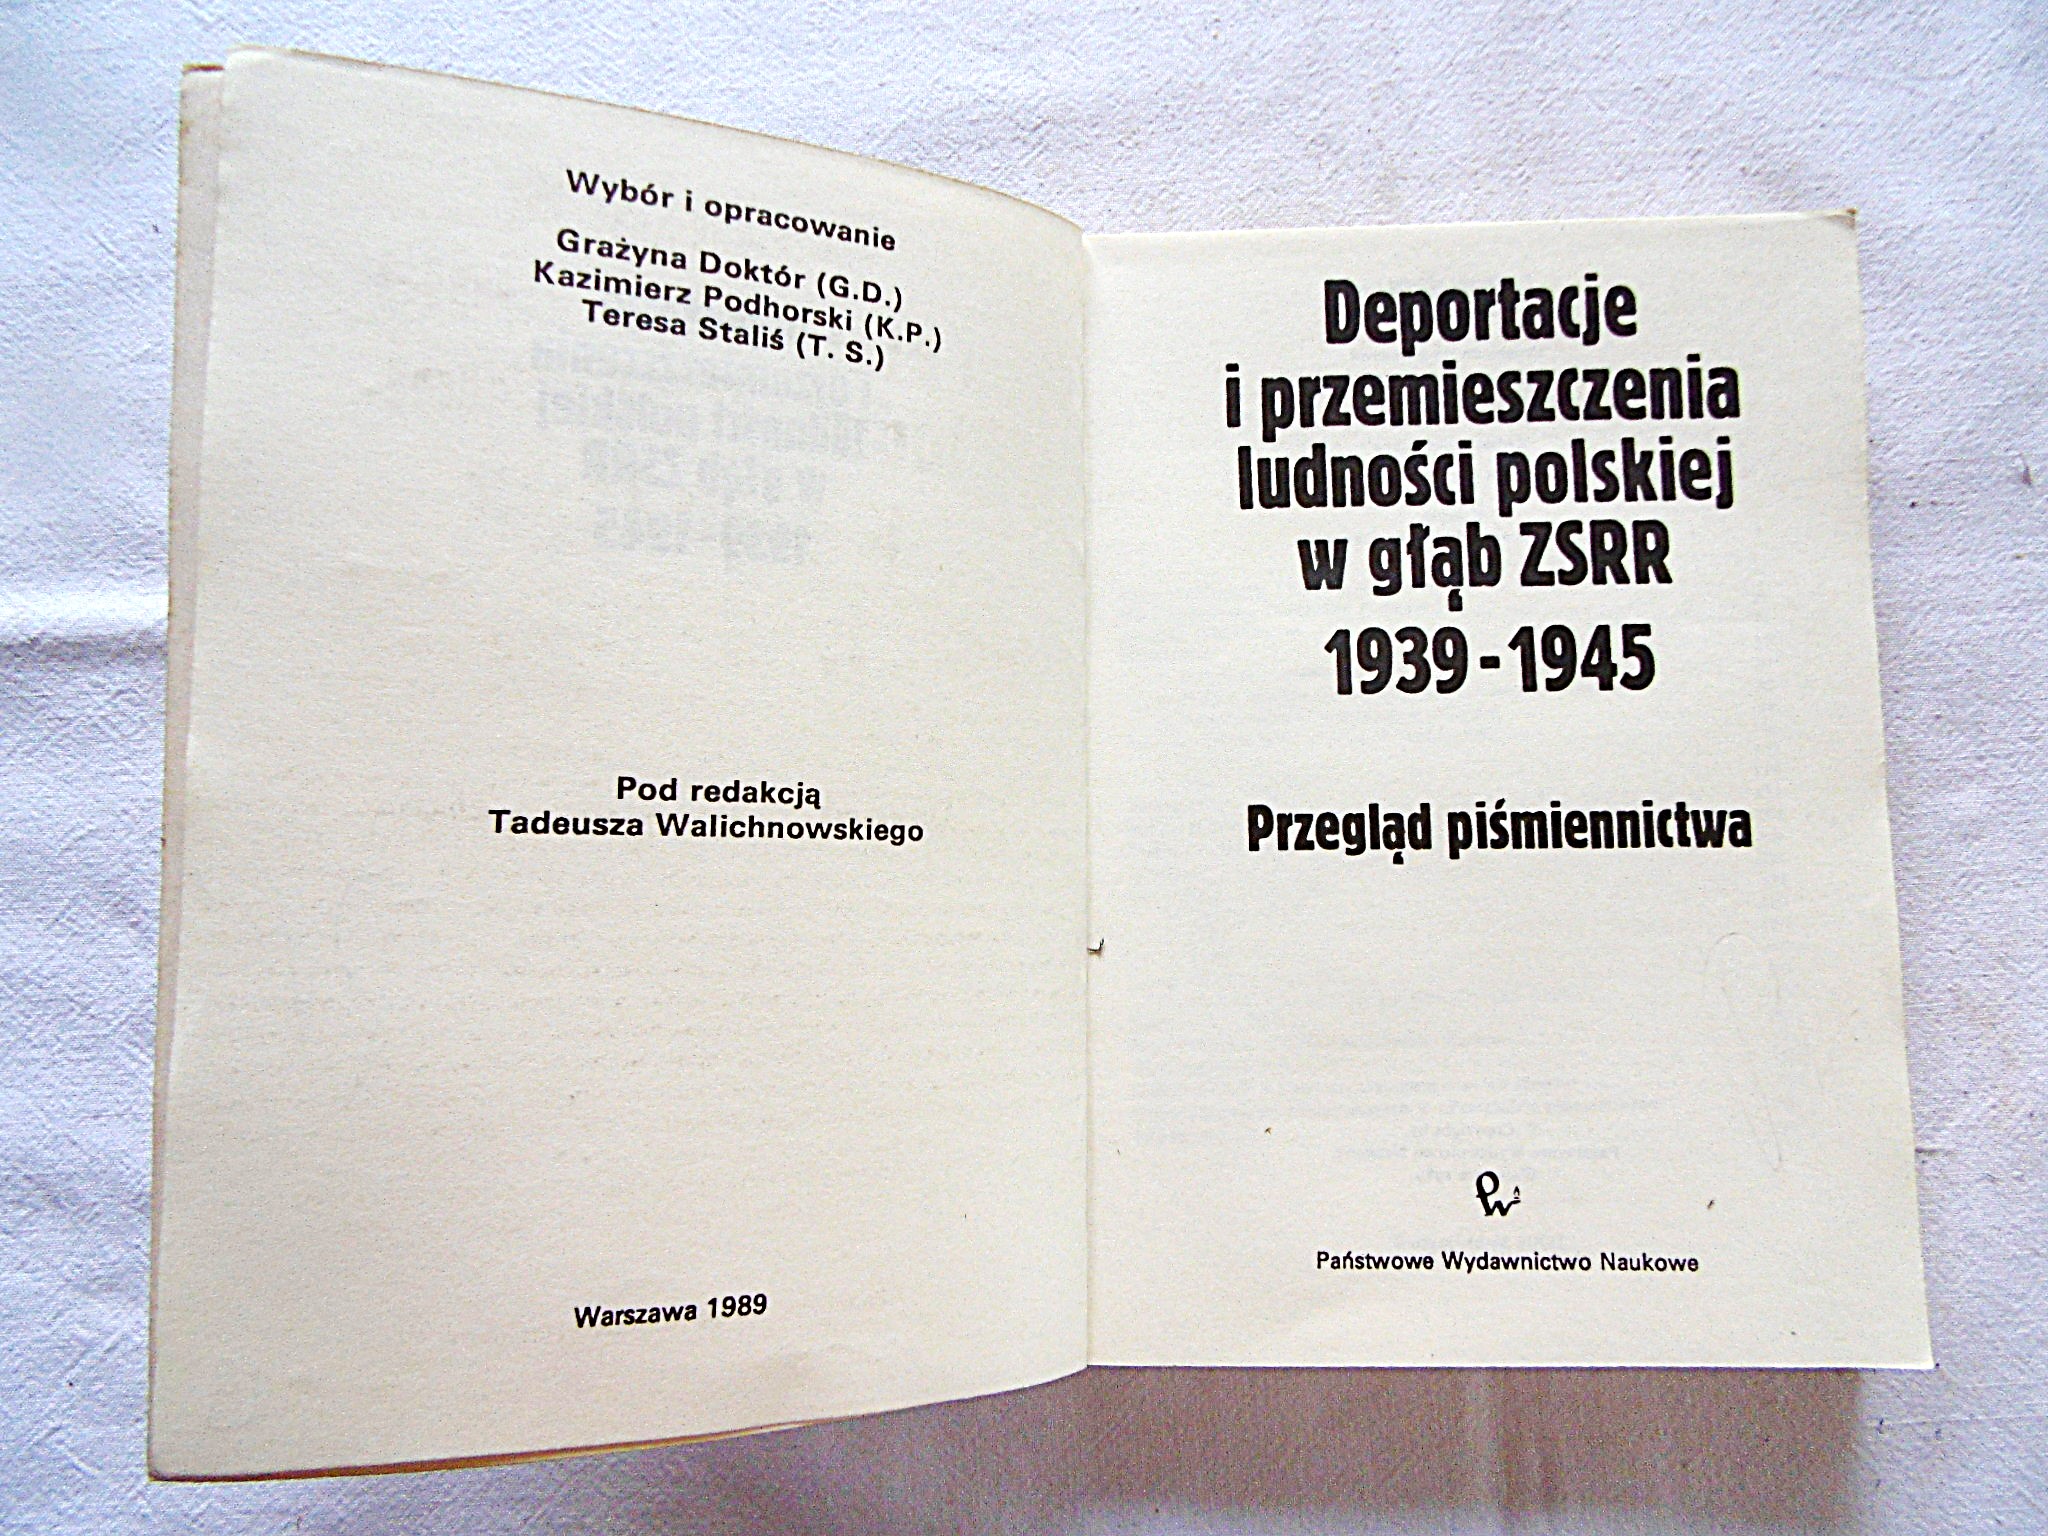 Wybór i opracowanie
Grażyna Doktór (G.D.)
Kazimierz Podhorski (K.P.)
Teresa Staliś (T. S.)
Pod redakcją
Tadeusza Walichnowskiego
Warszawa 1989
Deportacje
i przemieszczenia
ludności polskiej
w głąb ZSRR
1939-1945
Przegląd piśmiennictwa
Państwowe Wydawnictwo Naukowe